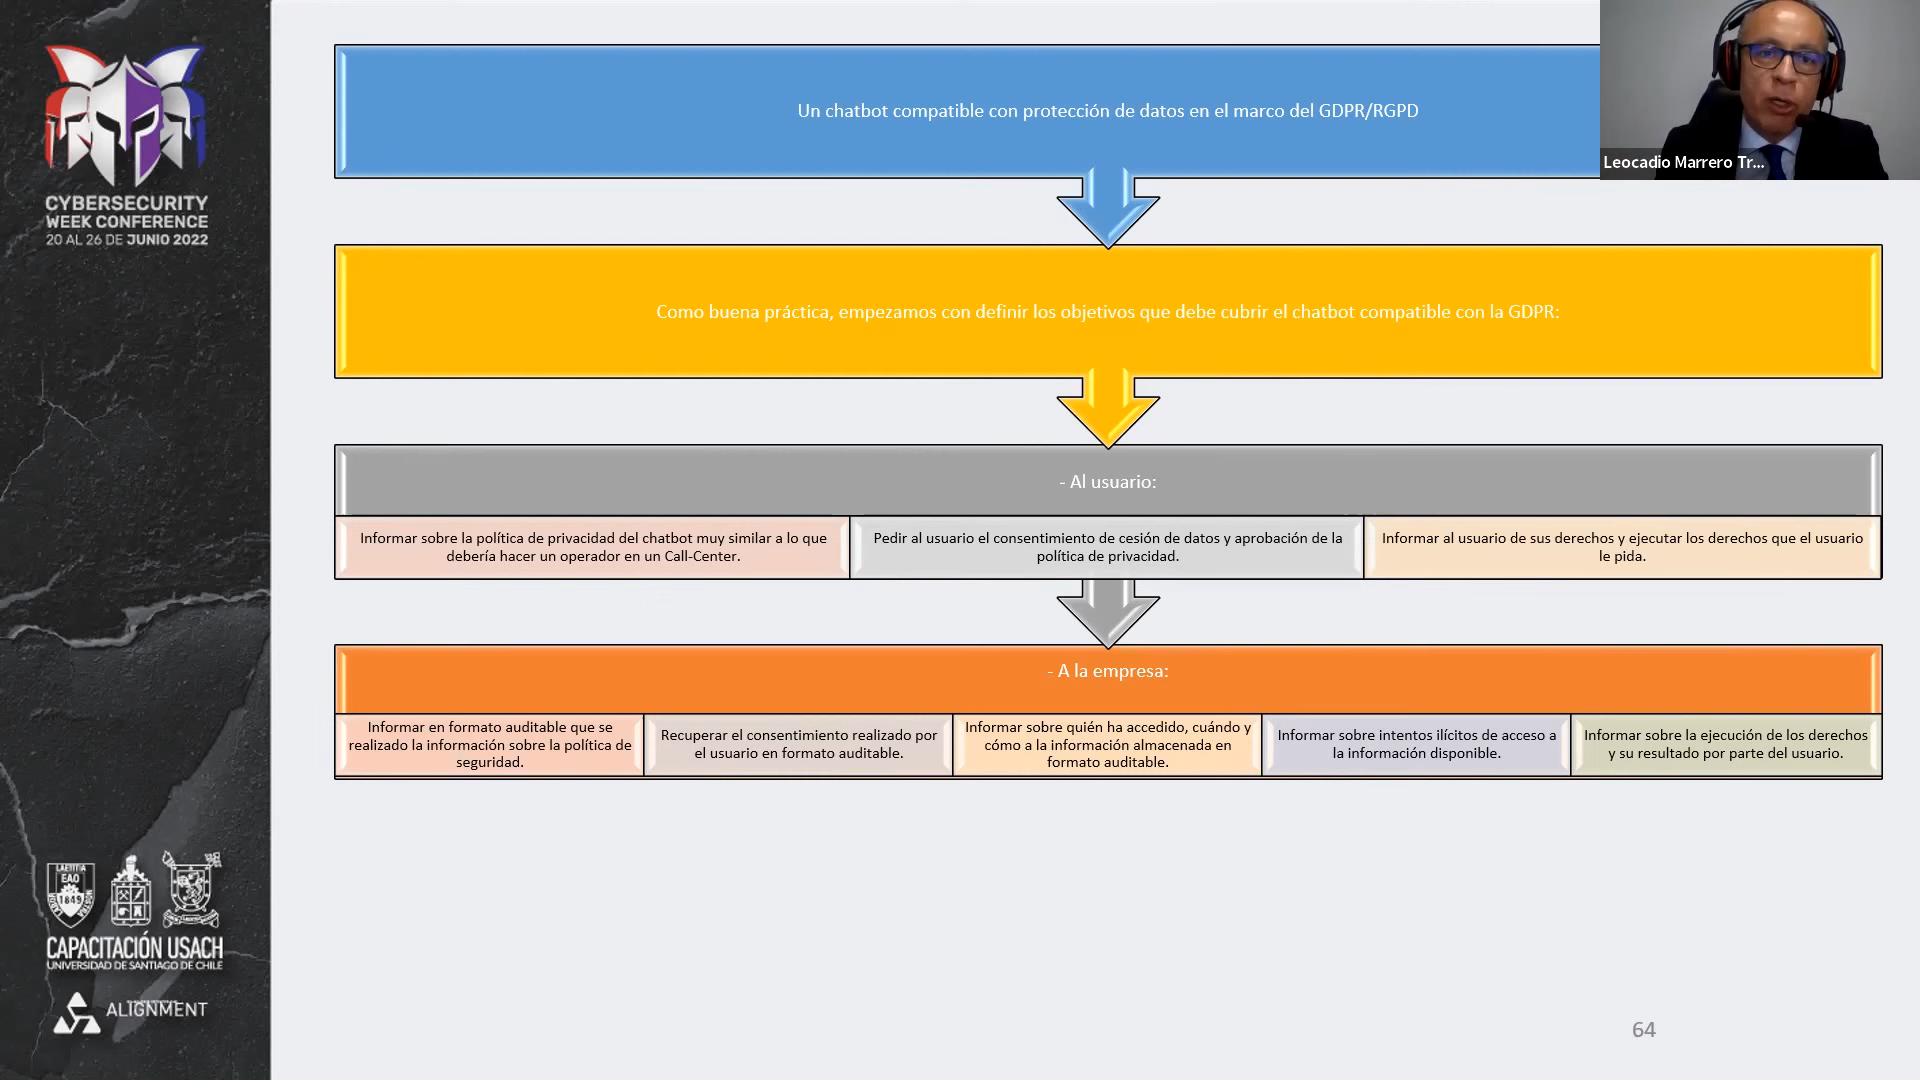 CYBERSECURITY
WEEK CONFERENCE
20 AL 26 DE JUNIO 2022
Un chatbot compatible con protección de datos en el marco del GDPR/RGPD
Leocadio Marrero Tr...
Como buena práctica, empezamos con definir los objetivos que debe cubrir el chatbot compatible con la GDPR:
- Al usuario:
Informar sobre la política de privacidad del chatbot muy similar a lo que
debería hacer un operador en un Call-Center.
Pedir al usuario el consentimiento de cesión de datos y aprobación de la
política de privacidad.
Informar al usuario de sus derechos y ejecutar los derechos que el usuario
le pida.
- A la empresa:
Informar en formato auditable que se
realizado la información sobre la política de
seguridad.
Recuperar el consentimiento realizado por
el usuario en formato auditable.
Informar sobre quién ha accedido, cuándo y
cómo a la información almacenada en
formato auditable.
Informar sobre intentos ilícitos de acceso a
la información disponible.
Informar sobre la ejecución de los derechos
y su resultado por parte del usuario.
LAETITIA
EAO
1849
CAPACITACIÓN USACH
UNIVERSIDAD DE SANTIAGO DE CHILE
ALIGNMENT
64